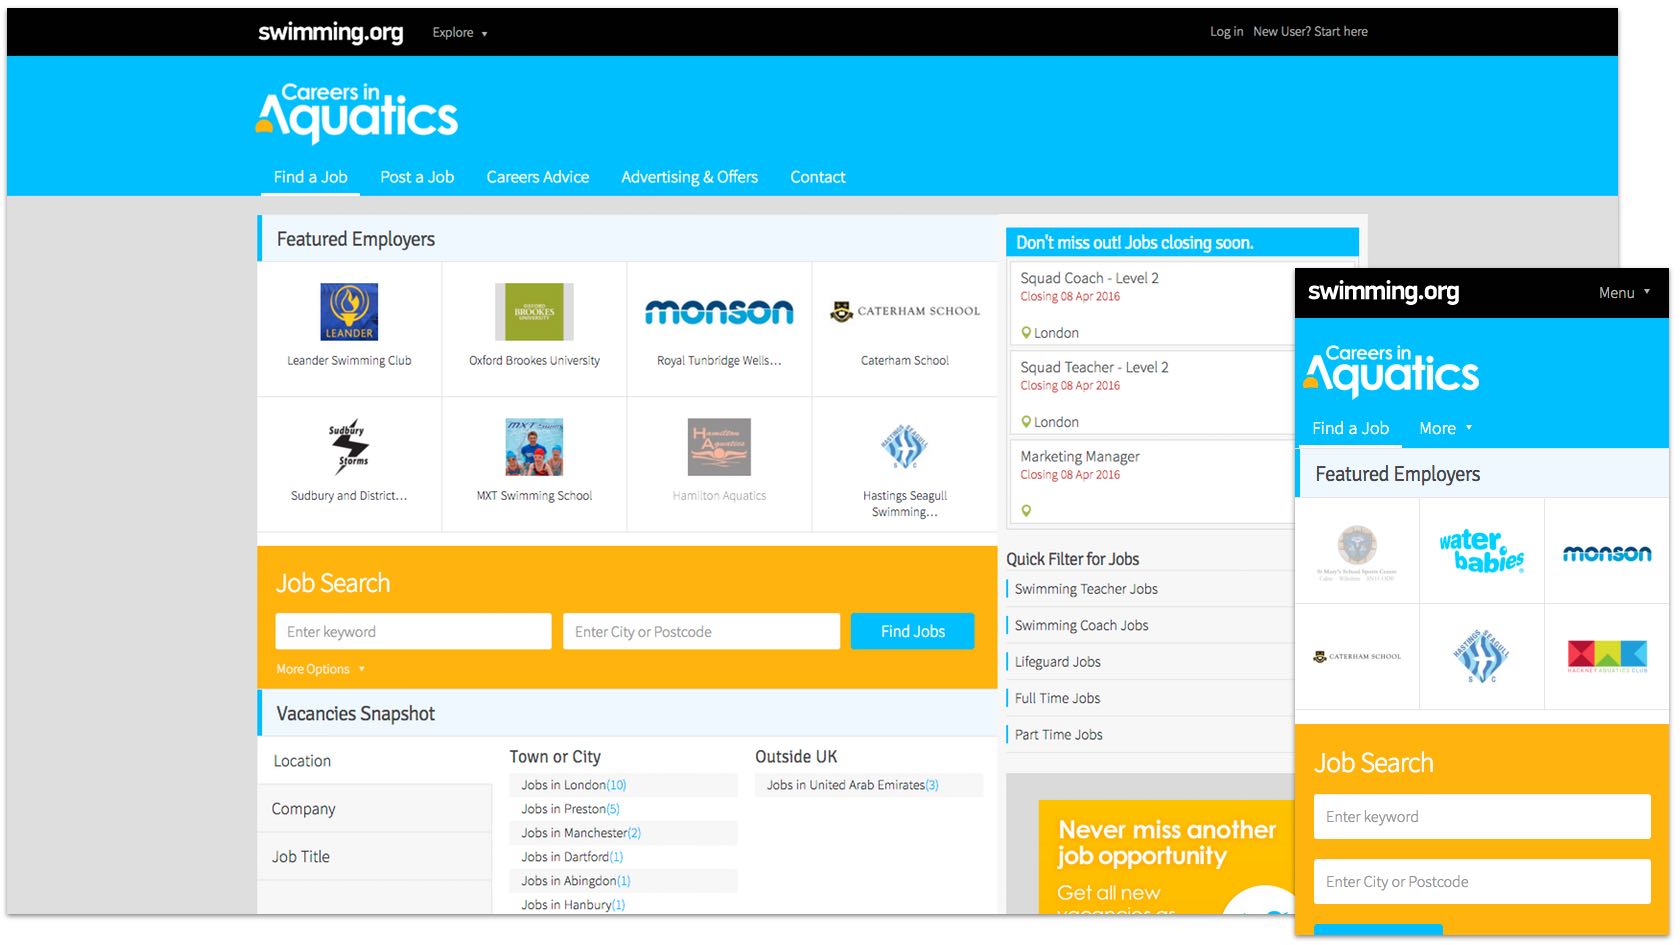 swimming.org
Explore
Log in
New User? Start here
Careers in
Aquatics
Find a Job
Post a Job
Careers Advice
Advertising & Offers
Contact
Featured Employers
LEANDER
Leander Swimming Club
OXFORD
BROOKES
UNIVERSITY
Oxford Brookes University
monson
Royal Tunbridge Wells...
CATERHAM SCHOOL
Caterham School
Sudbury
Storms
Sudbury and District...
MXT Swim
MXT Swimming School
Hamilton
Aquatics
Hamilton Aquatics
HASTINGS SEAGULL
S C
Hastings Seagull
Swimming...
Job Search
Enter keyword
Enter City or Postcode
Find Jobs
More Options
Vacancies Snapshot
Location
Company
Job Title
Town or City
Jobs in London(10)
Jobs in Preston(5)
Jobs in Manchester(2)
Jobs in Dartford(1)
Jobs in Abingdon(1)
Jobs in Hanbury(1)
Outside UK
Jobs in United Arab Emirates(3)
Don't miss out! Jobs closing soon.
Squad Coach - Level 2
Closing 08 Apr 2016
London
Squad Teacher - Level 2
Closing 08 Apr 2016
London
Marketing Manager
Closing 08 Apr 2016
Quick Filter for Jobs
Swimming Teacher Jobs
Swimming Coach Jobs
Lifeguard Jobs
Full Time Jobs
Part Time Jobs
Never miss another
job opportunity
Get all new
vacancies as
swimming.org
Menu
Careers in
Aquatics
Find a Job
More
Featured Employers
St Mary's School Sports Centre
Calne Wiltshire SN11 0DF
water
babies
monson
CATERHAM SCHOOL
HASTINGS SEAGULL
S C
HACKNEY AQUATICS CLUB
Job Search
Enter keyword
Enter City or Postcode